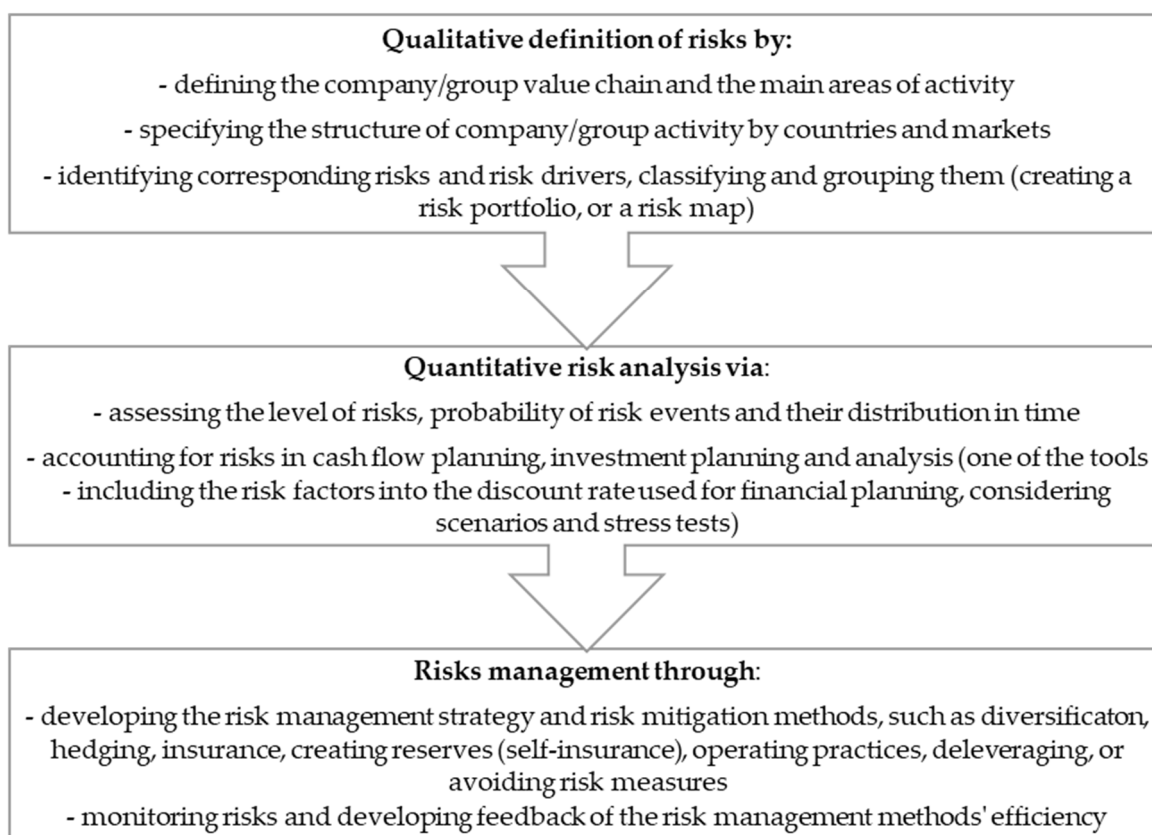 Qualitative definition of risks by:
- defining the company/group value chain and the main areas of activity
- specifying the structure of company/group activity by countries and markets
- identifying corresponding risks and risk drivers, classifying and grouping them (creating a
risk portfolio, or a risk map)
Quantitative risk analysis via:
- assessing the level of risks, probability of risk events and their distribution in time
- accounting for risks in cash flow planning, investment planning and analysis (one of the tools
- including the risk factors into the discount rate used for financial planning, considering
scenarios and stress tests)
Risks management through:
- developing the risk management strategy and risk mitigation methods, such as diversificaton,
hedging, insurance, creating reserves (self-insurance), operating practices, deleveraging, or
avoiding risk measures
- monitoring risks and developing feedback of the risk management methods' efficiency